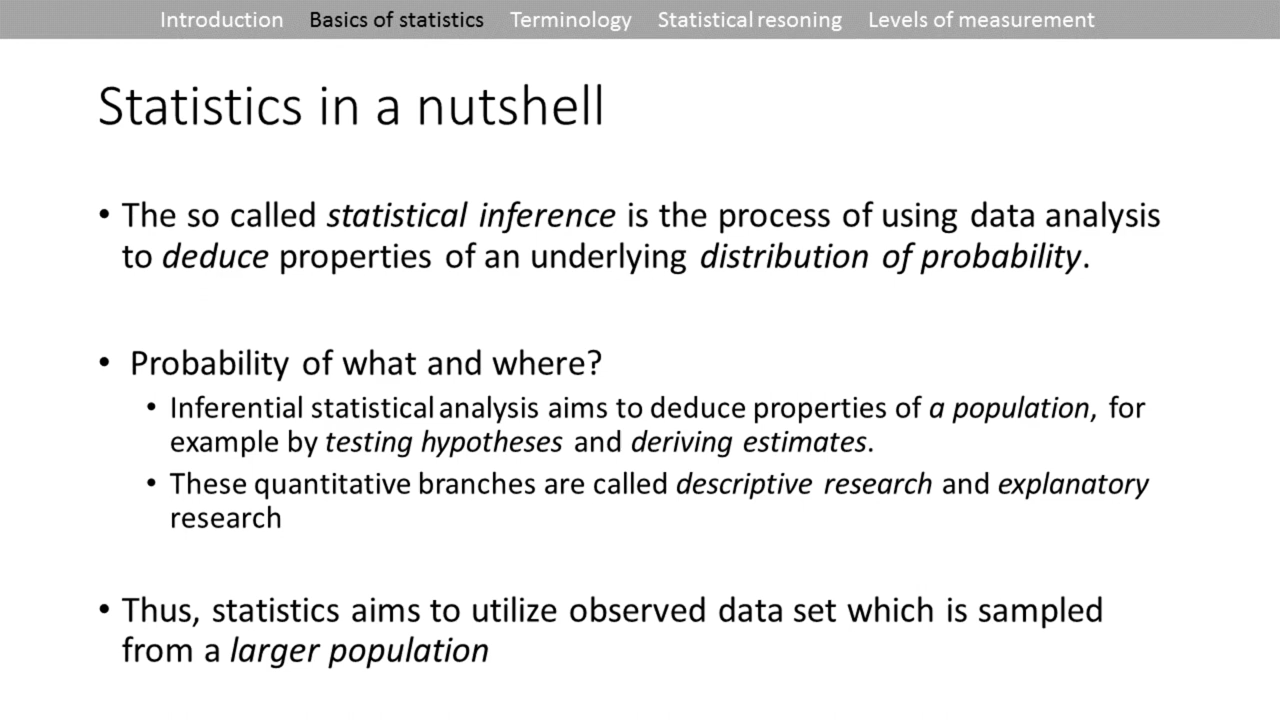 Introduction Basics of statistics Terminology Statistical resoning Levels of measurement
Statistics in a nutshell
• The so called statistical inference is the process of using data analysis
to deduce properties of an underlying distribution of probability.
• Probability of what and where?
• Inferential statistical analysis aims to deduce properties of a population, for
example by testing hypotheses and deriving estimates.
• These quantitative branches are called descriptive research and explanatory
research
• Thus, statistics aims to utilize observed data set which is sampled
from a larger population